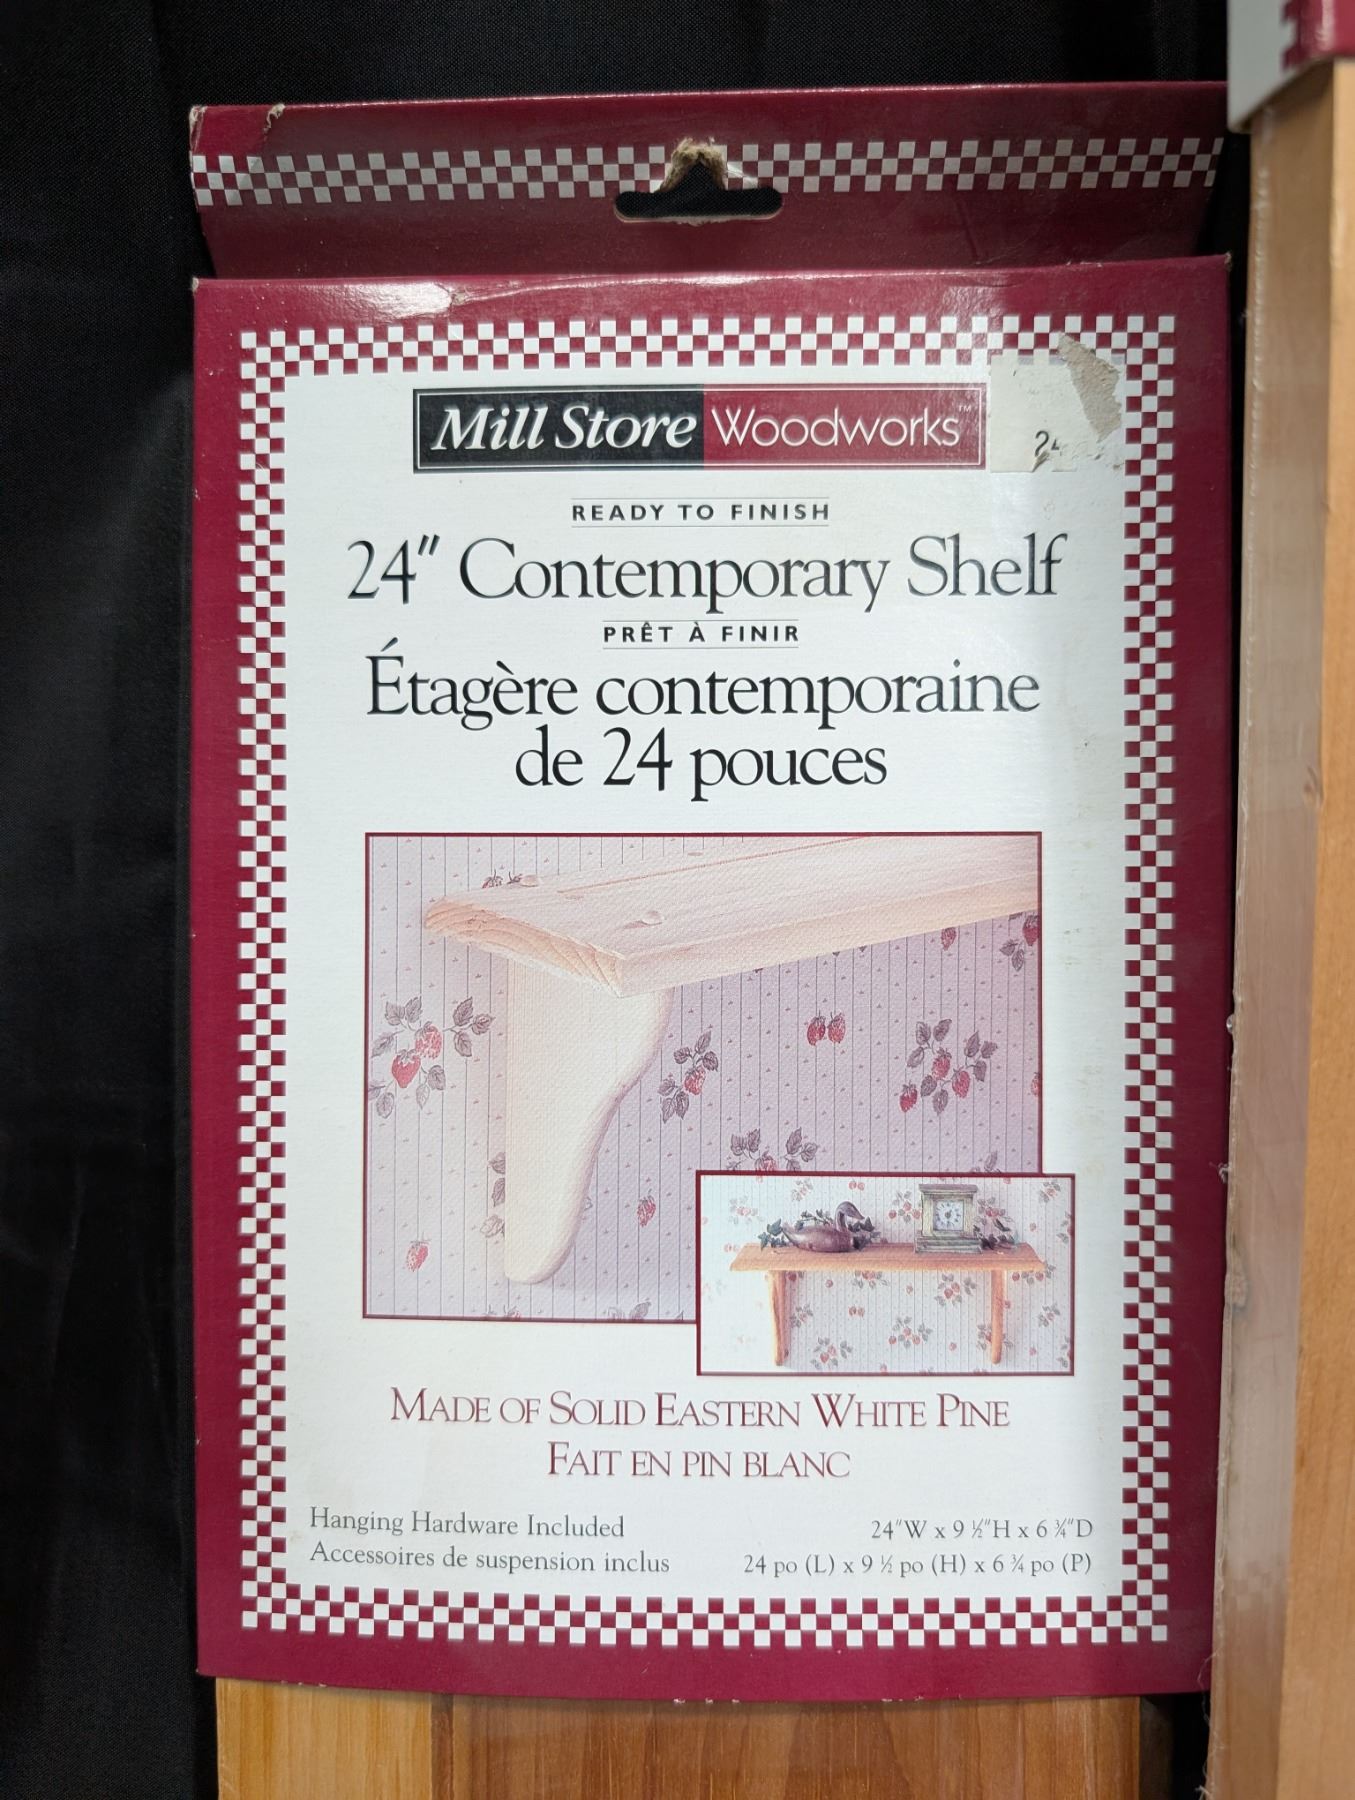 Mill Store Woodworks™
READY TO FINISH
24" Contemporary Shelf
PRÊT À FINIR
Étagère contemporaine
de 24 pouces
MADE OF SOLID EASTERN WHITE PINE
FAIT EN PIN BLANC
Hanging Hardware Included
Accessoires de suspension inclus
24"W x 9 ½"H x 6 ¾"D
24 po (L) x 9 ½ po (H) x 6 ¾ po (P)